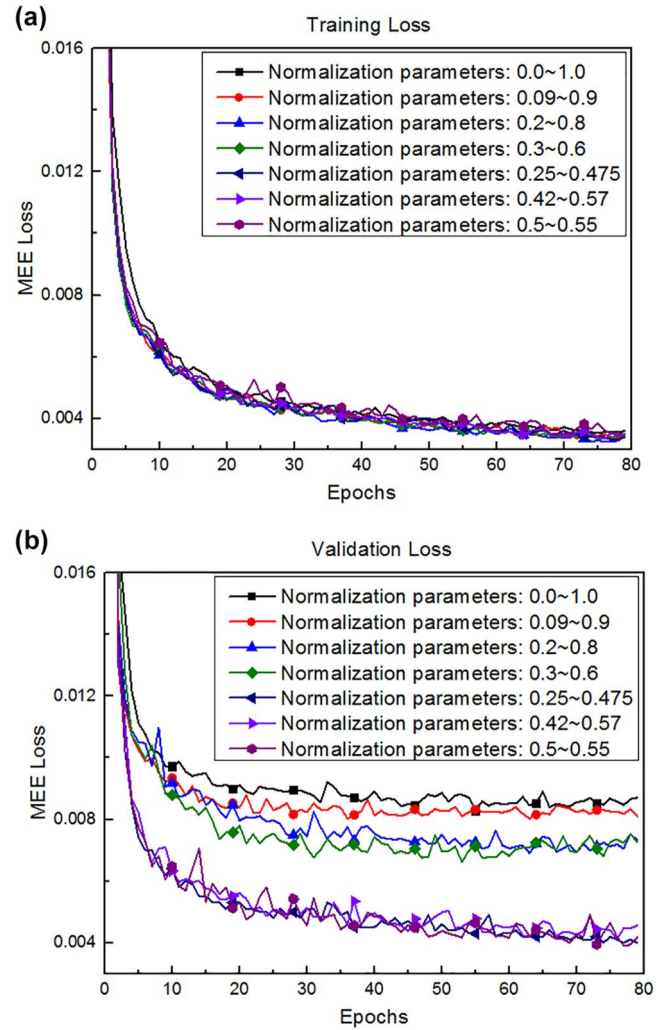 (a)
Training Loss
0.016
0.012
0.008
0.004
MEE Loss
Normalization parameters: 0.0~1.0
Normalization parameters: 0.09~0.9
Normalization parameters: 0.2~0.8
Normalization parameters: 0.3~0.6
Normalization parameters: 0.25~0.475
Normalization parameters: 0.42~0.57
Normalization parameters: 0.5~0.55
0 10 20 30 40 50 60 70 80
Epochs
(b)
Validation Loss
0.016
0.012
0.008
0.004
MEE Loss
Normalization parameters: 0.0~1.0
Normalization parameters: 0.09~0.9
Normalization parameters: 0.2~0.8
Normalization parameters: 0.3~0.6
Normalization parameters: 0.25~0.475
Normalization parameters: 0.42~0.57
Normalization parameters: 0.5~0.55
0 10 20 30 40 50 60 70 80
Epochs